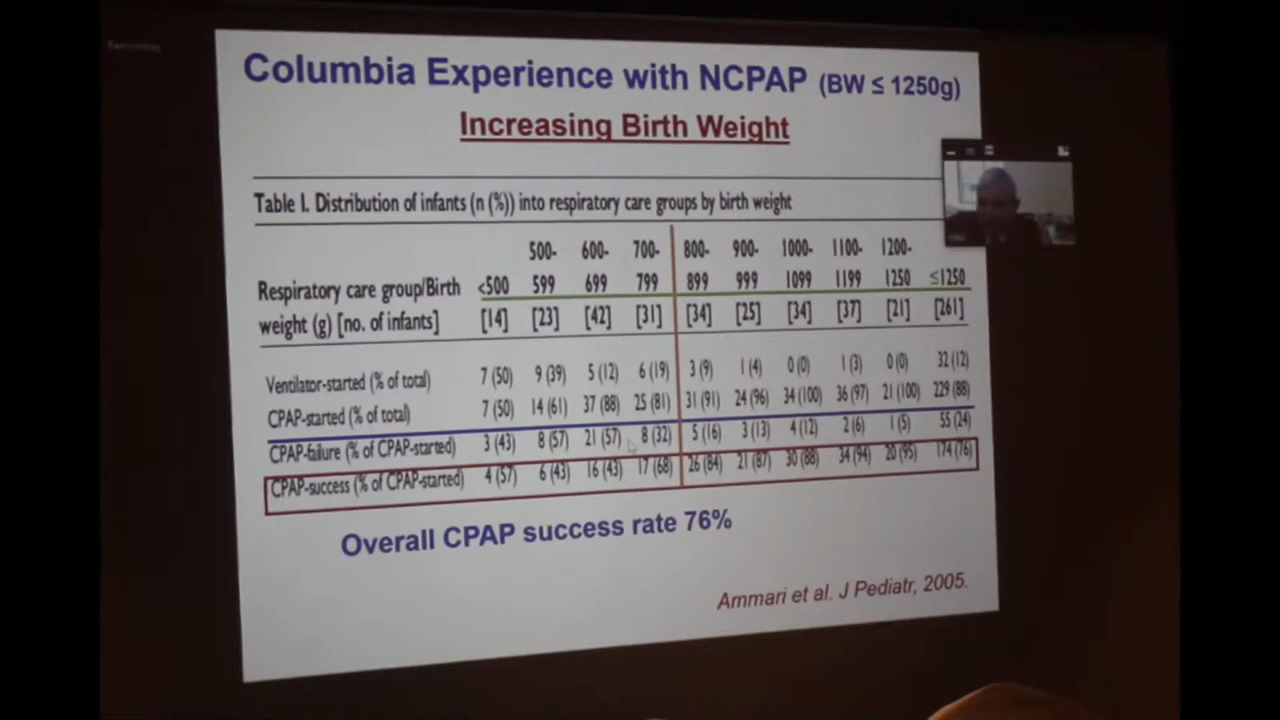 Columbia Experience with NCPAP (BW ≤ 1250g)
Increasing Birth Weight
Table I. Distribution of infants (n (%)) into respiratory care groups by birth weight
500- 600- 700- 800- 900- 1000- 1100- 1200-
Respiratory care group/Birth <500 599 699 799 899 999 1099 1199 1250 ≤1250
weight (g) [no. of infants] [14] [23] [42] [31] [34] [25] [34] [37] [21] [261]
Ventilator-started (% of total) 7 (50) 9 (39) 5 (12) 6 (19) 3 (9) 1 (4) 0 (0) 1 (3) 0 (0) 32 (12)
CPAP-started (% of total) 7 (50) 14 (61) 37 (88) 25 (81) 31 (91) 24 (96) 34 (100) 36 (97) 21 (100) 229 (88)
CPAP-failure (% of CPAP-started) 3 (43) 8 (57) 21 (57) 8 (32) 5 (16) 3 (13) 4 (12) 2 (6) 1 (5) 55 (24)
CPAP-success (% of CPAP-started) 4 (57) 6 (43) 16 (43) 17 (68) 26 (84) 21 (87) 30 (88) 34 (94) 20 (95) 174 (76)
Overall CPAP success rate 76%
Ammari et al. J Pediatr, 2005.